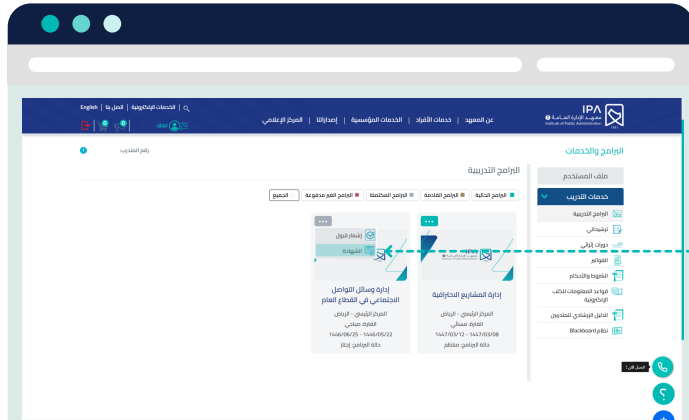 الخدمات الإلكترونية | اتصل بنا | English
IPA
معهد الإدارة العامة
Institute of Public Administration
عن المعهد | خدمات الأفراد | الخدمات المؤسسية | إصداراتنا | المركز الإعلامي
البرامج والخدمات
رقم المتدرب:
ملف المستخدم
خدمات التدريب
البرامج التدريبية
ترشيحاتي
دورات إثرائي
الفواتير
الشروط والأحكام
قواعد المعلومات للكتب الإلكترونية
الدليل الإرشادي للمتدربين
نظام Blackboard
البرامج التدريبية
البرامج الحالية
البرامج القادمة
البرامج المكتملة
البرامج الغير مدفوعة
الجميع
إدارة المشاريع الاحترافية
المركز الرئيسي - الرياض
الفترة: مسائي
1447/03/12 - 1447/03/08
حالة البرنامج: منتظم
إشعار قبول
الشهادة
إدارة وسائل التواصل
الاجتماعي في القطاع العام
المركز الرئيسي - الرياض
الفترة: صباحي
1446/06/25 - 1446/05/22
حالة البرنامج: إجتاز
اتصل الآن !